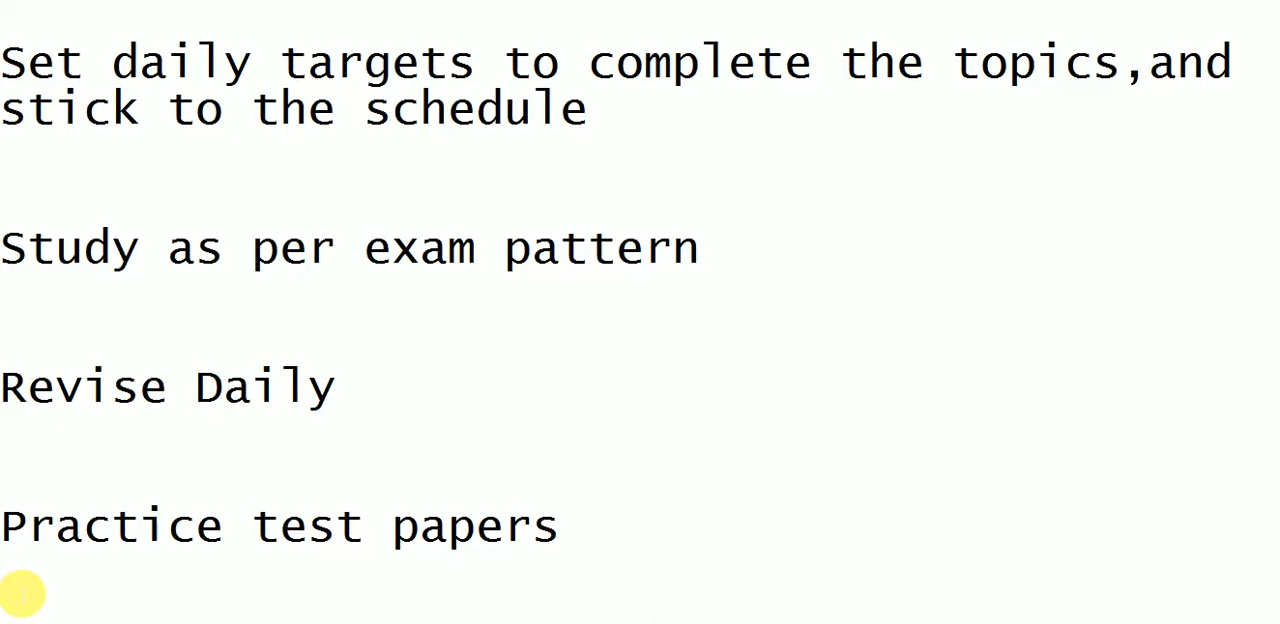 Set daily targets to complete the topics,and
stick to the schedule
Study as per exam pattern
Revise Daily
Practice test papers